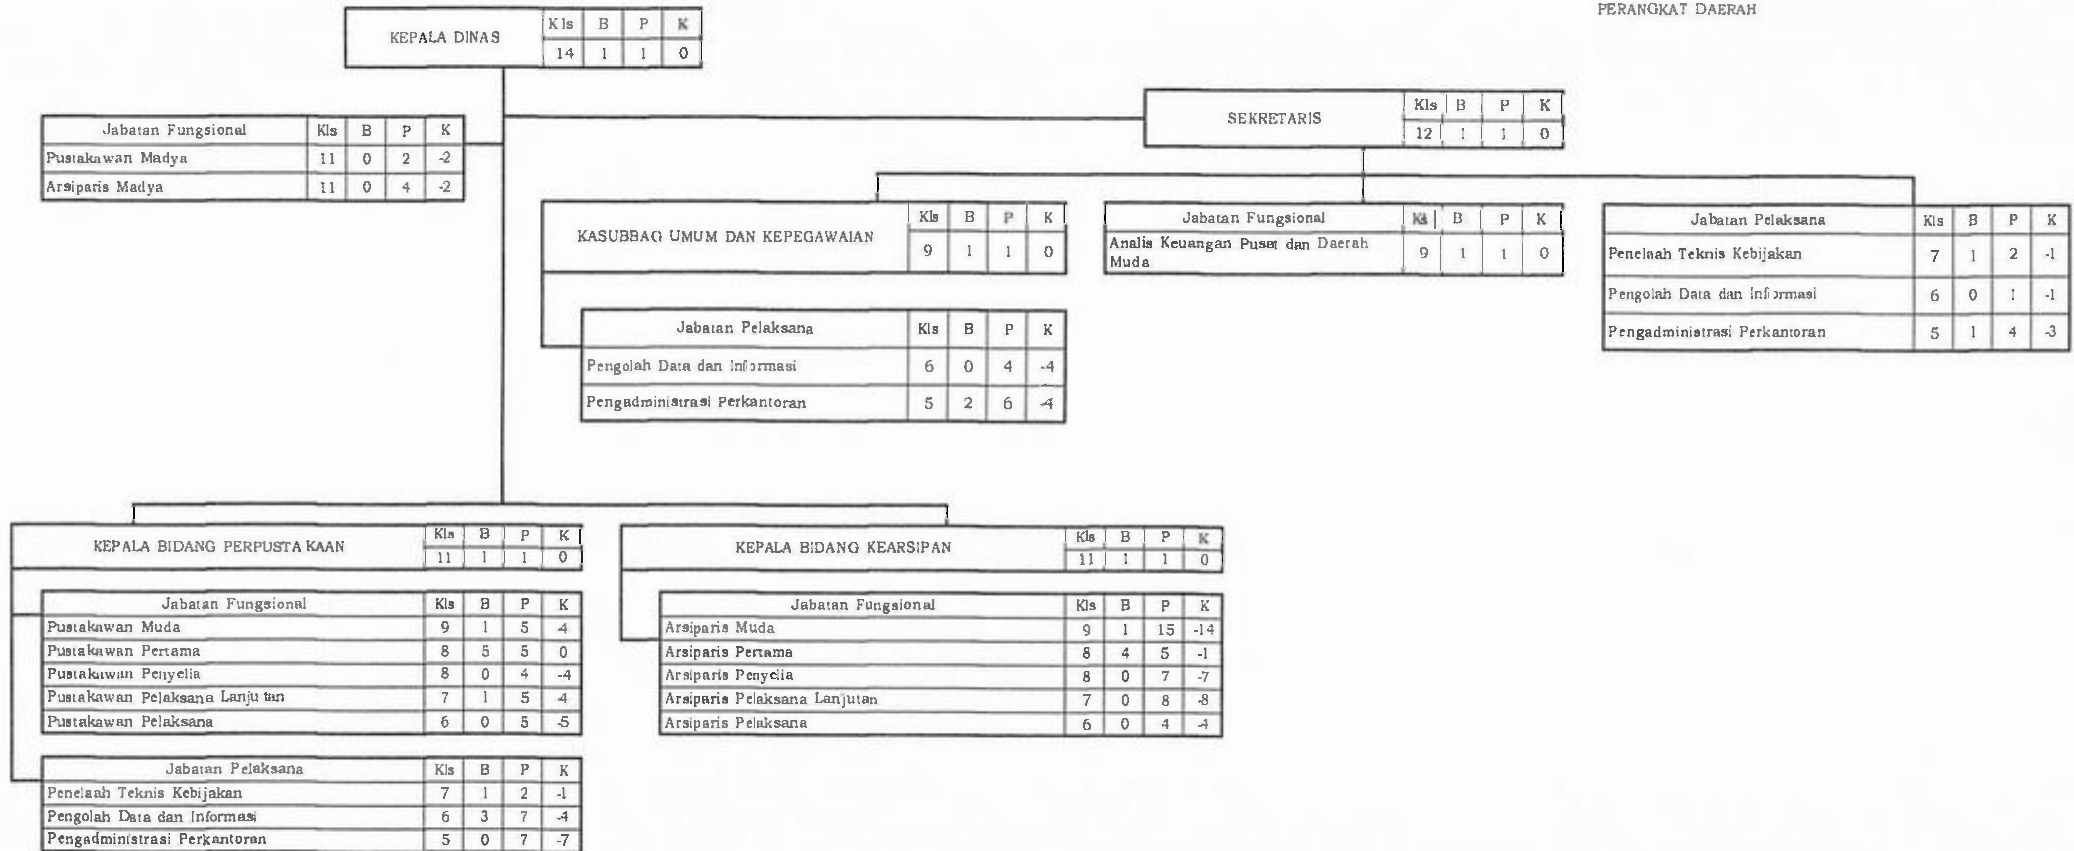 PERANGKAT DAERAH
KEPALA DINAS Kls B P K
14 1 1 0
SEKRETARIS Kls B P K
12 1 1 0
Jabatan Fungsional Kls B P K
Pustakawan Madya 11 0 2 -2
Arsiparis Madya 11 0 4 -2
KASUBBAG UMUM DAN KEPEGAWAIAN Kls B P K
9 1 1 0
Jabatan Pelaksana Kls B P K
Pengolah Data dan Informasi 6 0 4 -4
Pengadministrasi Perkantoran 5 2 6 -4
Jabatan Fungsional Kls B P K
Analis Keuangan Pusat dan Daerah
Muda 9 1 1 0
Jabatan Pelaksana Kls B P K
Penelaah Teknis Kebijakan 7 1 2 -1
Pengolah Data dan Informasi 6 0 1 -1
Pengadministrasi Perkantoran 5 1 4 -3
KEPALA BIDANG PERPUSTAKAAN Kls B P K
11 1 1 0
Jabatan Fungsional Kls B P K
Pustakawan Muda 9 1 5 -4
Pustakawan Pertama 8 5 5 0
Pustakawan Penyelia 8 0 4 -4
Pustakawan Pelaksana Lanjutan 7 1 5 -4
Pustakawan Pelaksana 6 0 5 -5
Jabatan Pelaksana Kls B P K
Penelaah Teknis Kebijakan 7 1 2 -1
Pengolah Data dan Informasi 6 3 7 -4
Pengadministrasi Perkantoran 5 0 7 -7
KEPALA BIDANG KEARSIPAN Kls B P K
11 1 1 0
Jabatan Fungsional Kls B P K
Arsiparis Muda 9 1 15 -14
Arsiparis Pertama 8 4 5 -1
Arsiparis Penyelia 8 0 7 -7
Arsiparis Pelaksana Lanjutan 7 0 8 -8
Arsiparis Pelaksana 6 0 4 -4